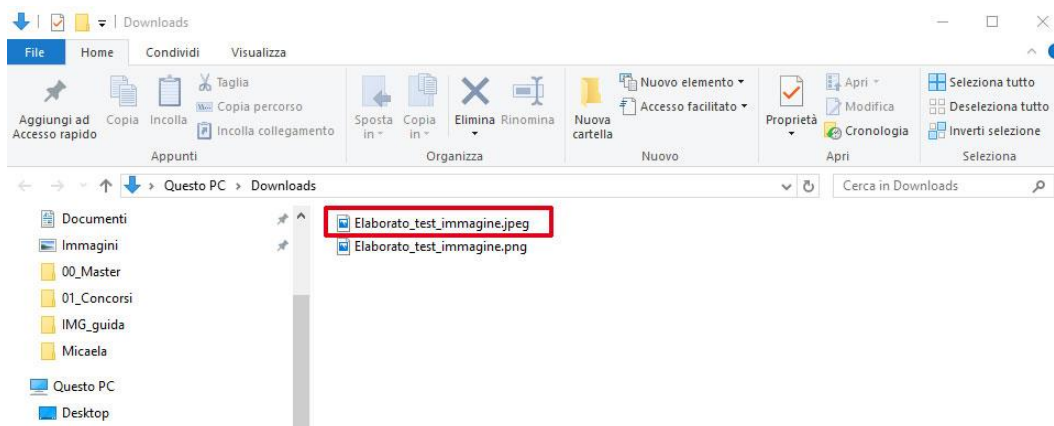 Downloads
File Home Condividi Visualizza
Aggiungi ad
Accesso rapido
Copia
Incolla
Taglia
Copia percorso
Incolla collegamento
Appunti
Sposta
in
Copia
in
Elimina
Rinomina
Organizza
Nuova
cartella
Nuovo elemento
Accesso facilitato
Nuovo
Proprietà
Apri
Modifica
Cronologia
Apri
Seleziona tutto
Deseleziona tutto
Inverti selezione
Seleziona
Questo PC > Downloads
Cerca in Downloads
Documenti
Immagini
00_Master
01_Concorsi
IMG_guida
Micaela
Questo PC
Desktop
Elaborato_test_immagine.jpeg
Elaborato_test_immagine.png